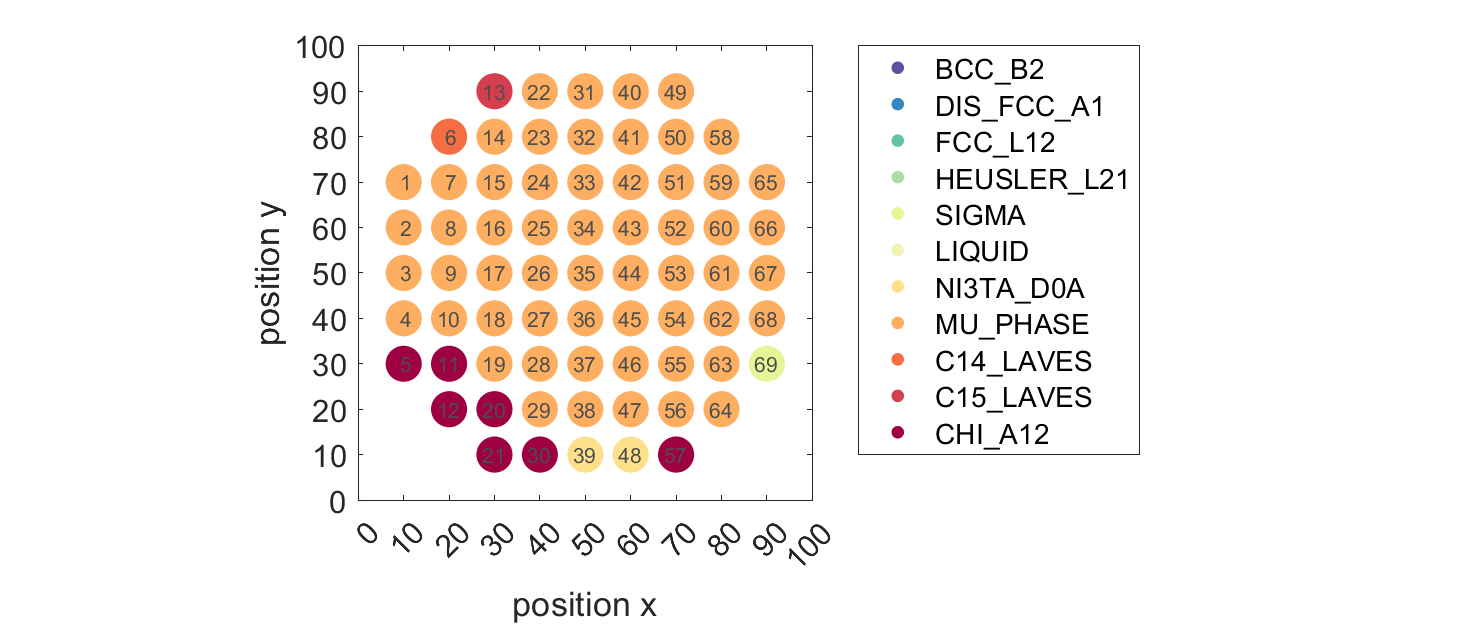 100
90 13 22 31 40 49
80 6 14 23 32 41 50 58
70 1 7 15 24 33 42 51 59 65
60 2 8 16 25 34 43 52 60 66
50 3 9 17 26 35 44 53 61 67
40 4 10 18 27 36 45 54 62 68
30 5 11 19 28 37 46 55 63 69
20 12 20 29 38 47 56 64
10 21 30 39 48 57
0
0 10 20 30 40 50 60 70 80 90 100
position x
position y
BCC_B2
DIS_FCC_A1
FCC_L12
HEUSLER_L21
SIGMA
LIQUID
NI3TA_D0A
MU_PHASE
C14_LAVES
C15_LAVES
CHI_A12